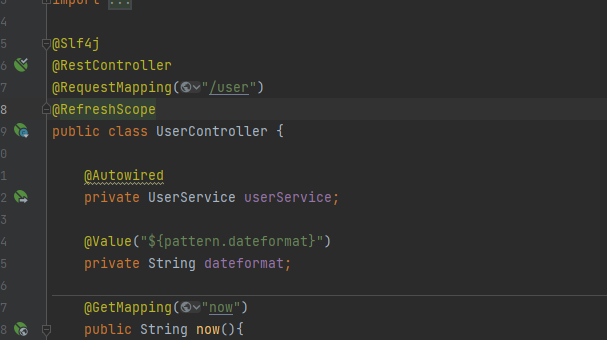 3 import ...
4
5 @Slf4j
6 @RestController
7 @RequestMapping("/user")
8 @RefreshScope
9 public class UserController {
0
1 @Autowired
2 private UserService userService;
3
4 @Value("${pattern.dateformat}")
5 private String dateformat;
6
7 @GetMapping("now")
8 public String now(){